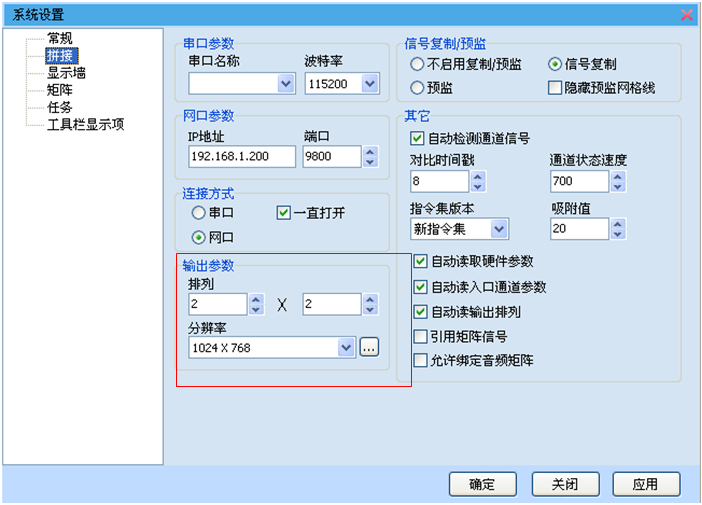 系统设置
常规
拼接
显示墙
矩阵
任务
工具栏显示项
串口参数
串口名称 波特率
115200
网口参数
IP地址 端口
192.168.1.200 9800
连接方式
串口 一直打开
网口
输出参数
排列
2 X 2
分辨率
1024 X 768 ...
信号复制/预监
不启用复制/预监 信号复制
预监 隐藏预监网格线
其它
自动检测通道信号
对比时间戳 通道状态速度
8 700
指令集版本 吸附值
新指令集 20
自动读取硬件参数
自动读入口通道参数
自动读输出排列
引用矩阵信号
允许绑定音频矩阵
确定 关闭 应用